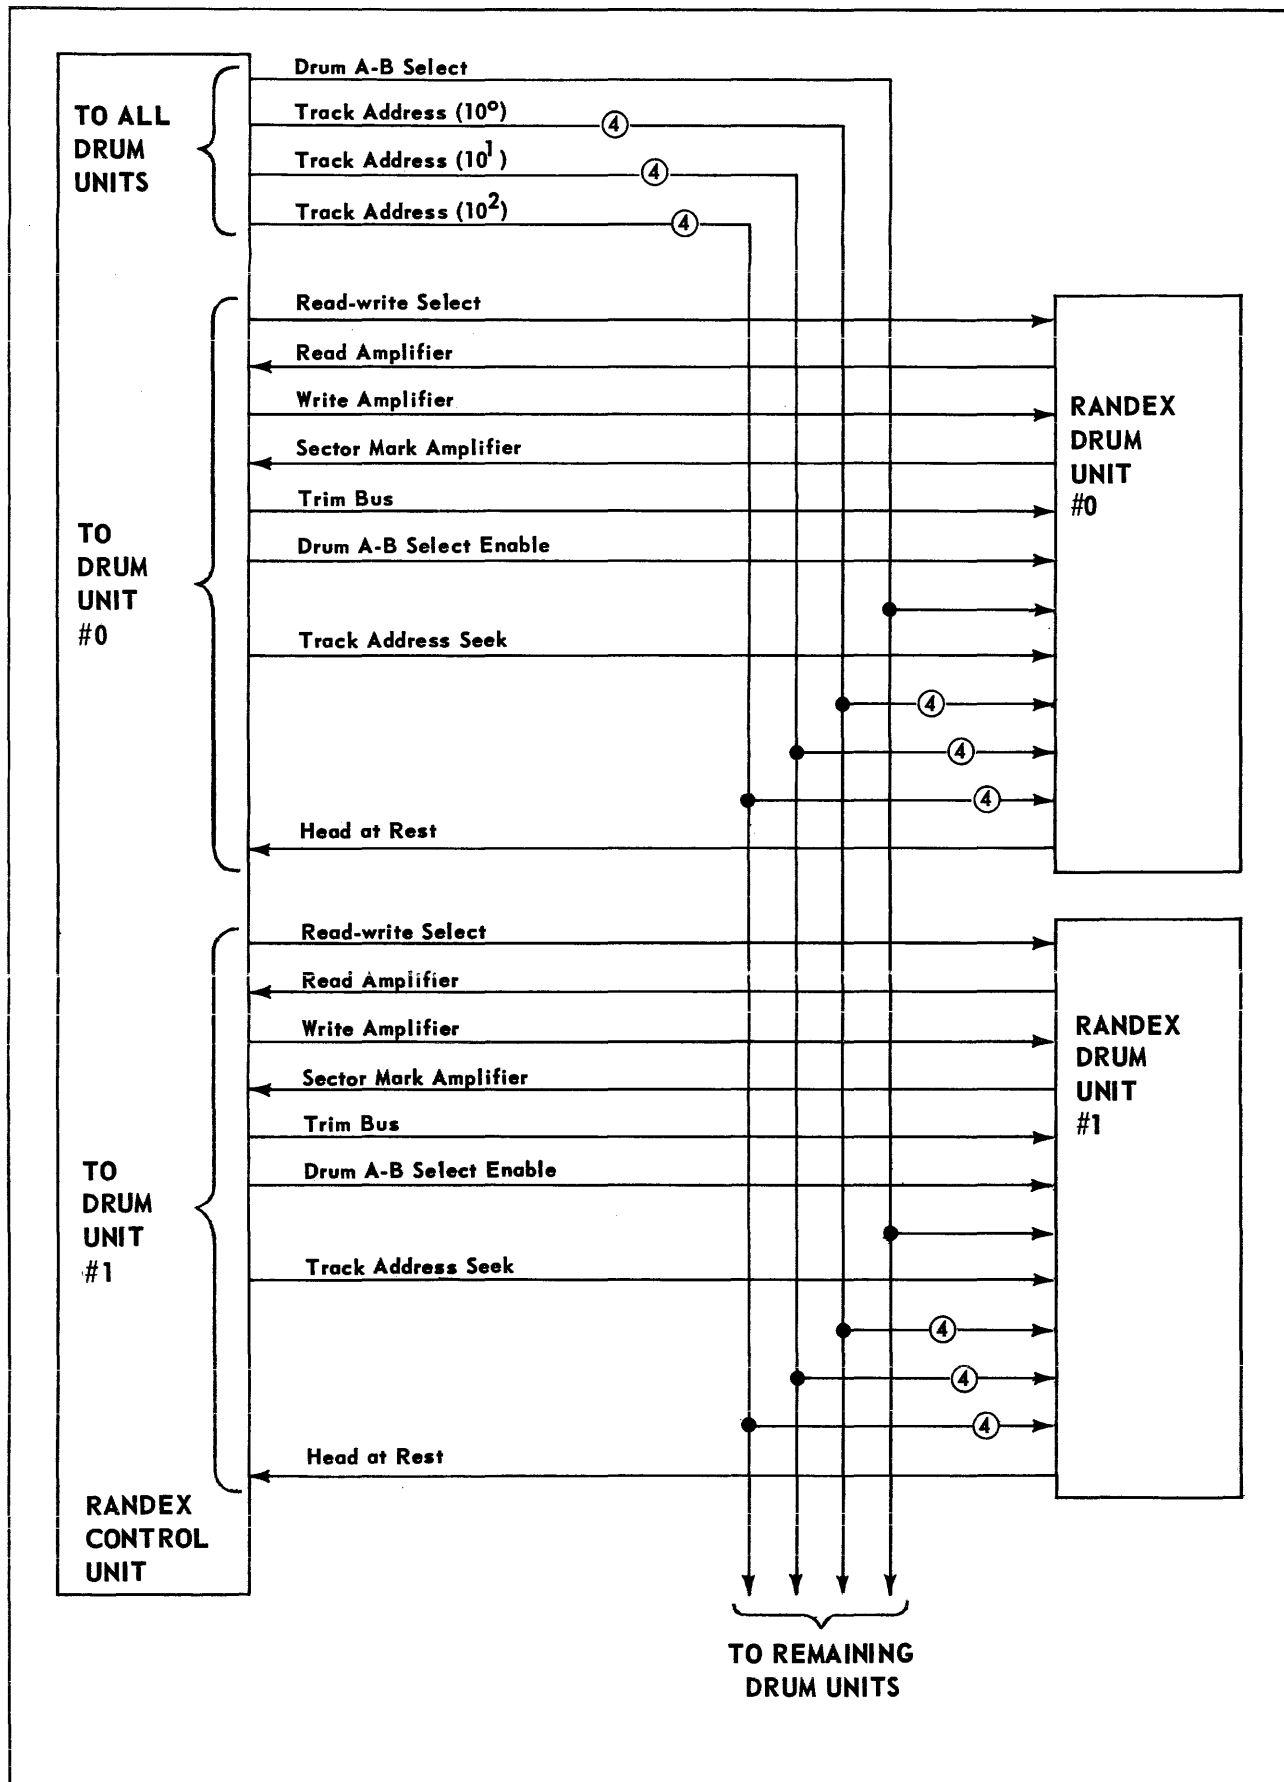 TO ALL
DRUM
UNITS
Drum A-B Select
Track Address (10⁰)
4
Track Address (10¹)
4
Track Address (10²)
4
TO
DRUM
UNIT
#0
Read-write Select
Read Amplifier
Write Amplifier
Sector Mark Amplifier
Trim Bus
Drum A-B Select Enable
Track Address Seek
4
4
4
Head at Rest
RANDEX
DRUM
UNIT
#0
TO
DRUM
UNIT
#1
Read-write Select
Read Amplifier
Write Amplifier
Sector Mark Amplifier
Trim Bus
Drum A-B Select Enable
Track Address Seek
4
4
4
Head at Rest
RANDEX
DRUM
UNIT
#1
RANDEX
CONTROL
UNIT
TO REMAINING
DRUM UNITS